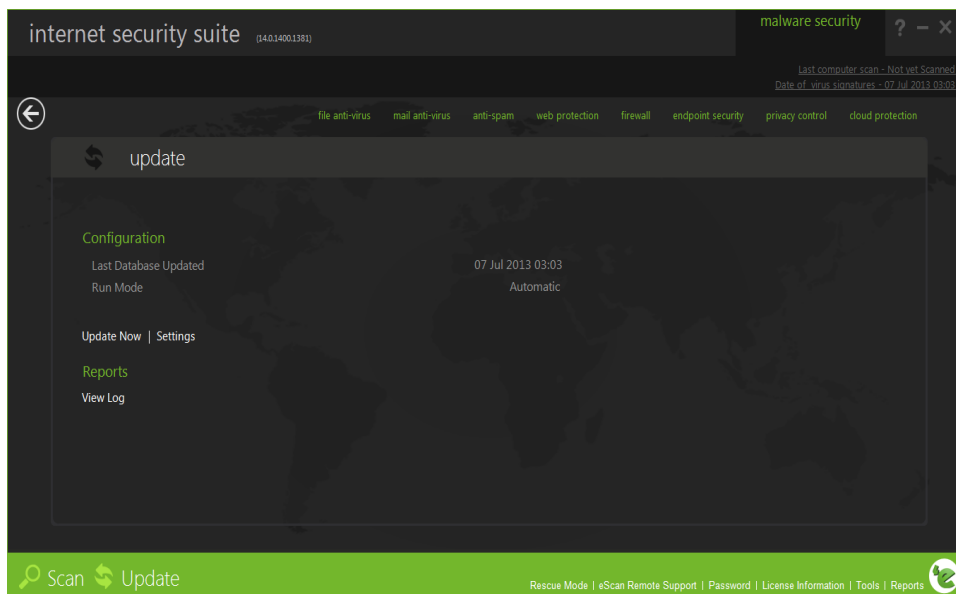 internet security suite (14.0.1400.1381)
malware security ? – ×
Last computer scan - Not yet Scanned
Date of virus signatures - 07 Jul 2013 03:03
file anti-virus mail anti-virus anti-spam web protection firewall endpoint security privacy control cloud protection
update
Configuration
Last Database Updated 07 Jul 2013 03:03
Run Mode Automatic
Update Now | Settings
Reports
View Log
Scan Update
Rescue Mode | eScan Remote Support | Password | License Information | Tools | Reports